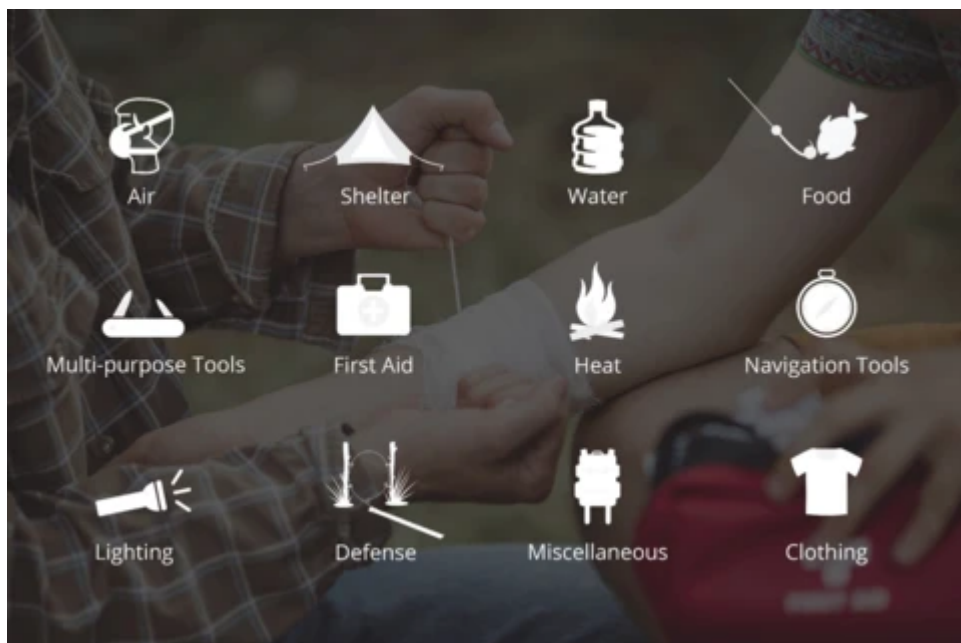 Air
Shelter
Water
Food
Multi-purpose Tools
First Aid
Heat
Navigation Tools
Lighting
Defense
Miscellaneous
Clothing